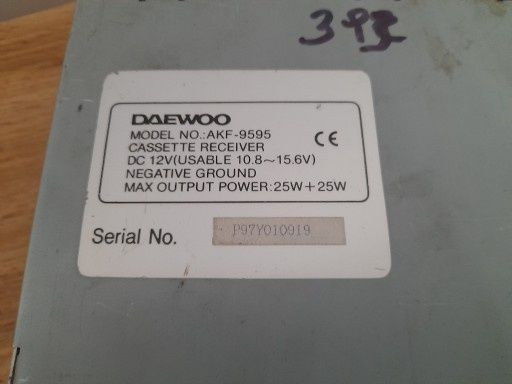 393
DAEWOO
MODEL NO.:AKF-9595
CE
CASSETTE RECEIVER
DC 12V(USABLE 10.8~15.6V)
NEGATIVE GROUND
MAX OUTPUT POWER:25W+25W
Serial No. P97Y010919